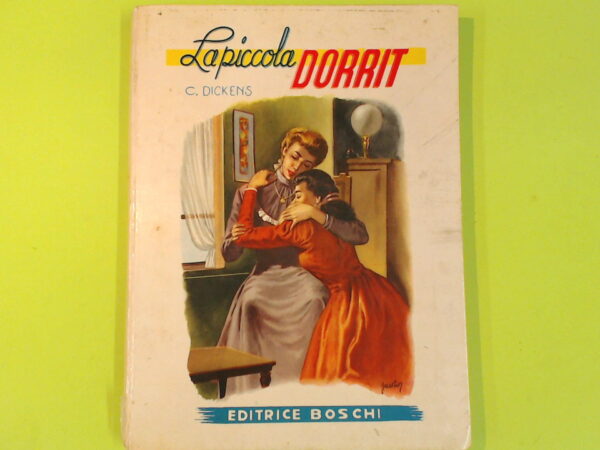 La piccola DORRIT
C. DICKENS
EDITRICE BOSCHI